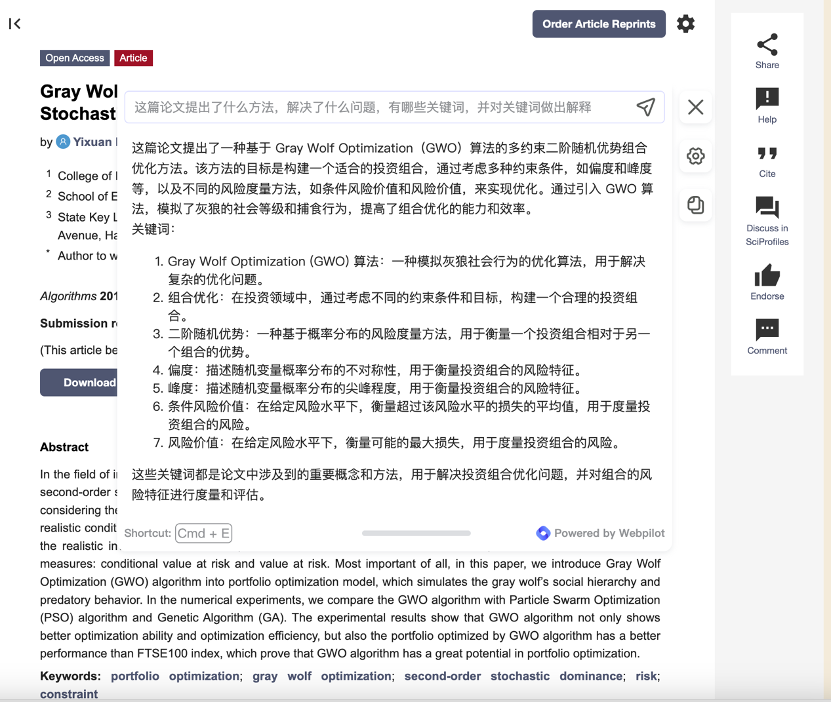 Order Article Reprints
Open Access Article
Gray Wol
Stochast
by Yixuan
1 College of
2 School of E
3 State Key L
Avenue, Ha
* Author to w
Algorithms 201
Submission r
(This article be
Download
Abstract
In the field of i
second-order s
considering the
realistic condit
the realistic in
这篇论文提出了什么方法，解决了什么问题，有哪些关键词，并对关键词做出解释
这篇论文提出了一种基于 Gray Wolf Optimization（GWO）算法的多约束二阶随机优势组合
优化方法。该方法的目标是构建一个适合的投资组合，通过考虑多种约束条件，如偏度和峰度
等，以及不同的风险度量方法，如条件风险价值和风险价值，来实现优化。通过引入 GWO 算
法，模拟了灰狼的社会等级和捕食行为，提高了组合优化的能力和效率。
关键词：
1. Gray Wolf Optimization (GWO) 算法：一种模拟灰狼社会行为的优化算法，用于解决
复杂的优化问题。
2. 组合优化：在投资领域中，通过考虑不同的约束条件和目标，构建一个合理的投资组
合。
3. 二阶随机优势：一种基于概率分布的风险度量方法，用于衡量一个投资组合相对于另一
个组合的优势。
4. 偏度：描述随机变量概率分布的不对称性，用于衡量投资组合的风险特征。
5. 峰度：描述随机变量概率分布的尖峰程度，用于衡量投资组合的风险特征。
6. 条件风险价值：在给定风险水平下，衡量超过该风险水平的损失的平均值，用于度量投
资组合的风险。
7. 风险价值：在给定风险水平下，衡量可能的最大损失，用于度量投资组合的风险。
这些关键词都是论文中涉及到的重要概念和方法，用于解决投资组合优化问题，并对组合的风
险特征进行度量和评估。
Shortcut: Cmd + E
Powered by Webpilot
measures: conditional value at risk and value at risk. Most important of all, in this paper, we introduce Gray Wolf
Optimization (GWO) algorithm into portfolio optimization model, which simulates the gray wolf's social hierarchy and
predatory behavior. In the numerical experiments, we compare the GWO algorithm with Particle Swarm Optimization
(PSO) algorithm and Genetic Algorithm (GA). The experimental results show that GWO algorithm not only shows
better optimization ability and optimization efficiency, but also the portfolio optimized by GWO algorithm has a better
performance than FTSE100 index, which prove that GWO algorithm has a great potential in portfolio optimization.
Keywords: portfolio optimization; gray wolf optimization; second-order stochastic dominance; risk;
constraint
Share
Help
Cite
Discuss in
SciProfiles
Endorse
Comment